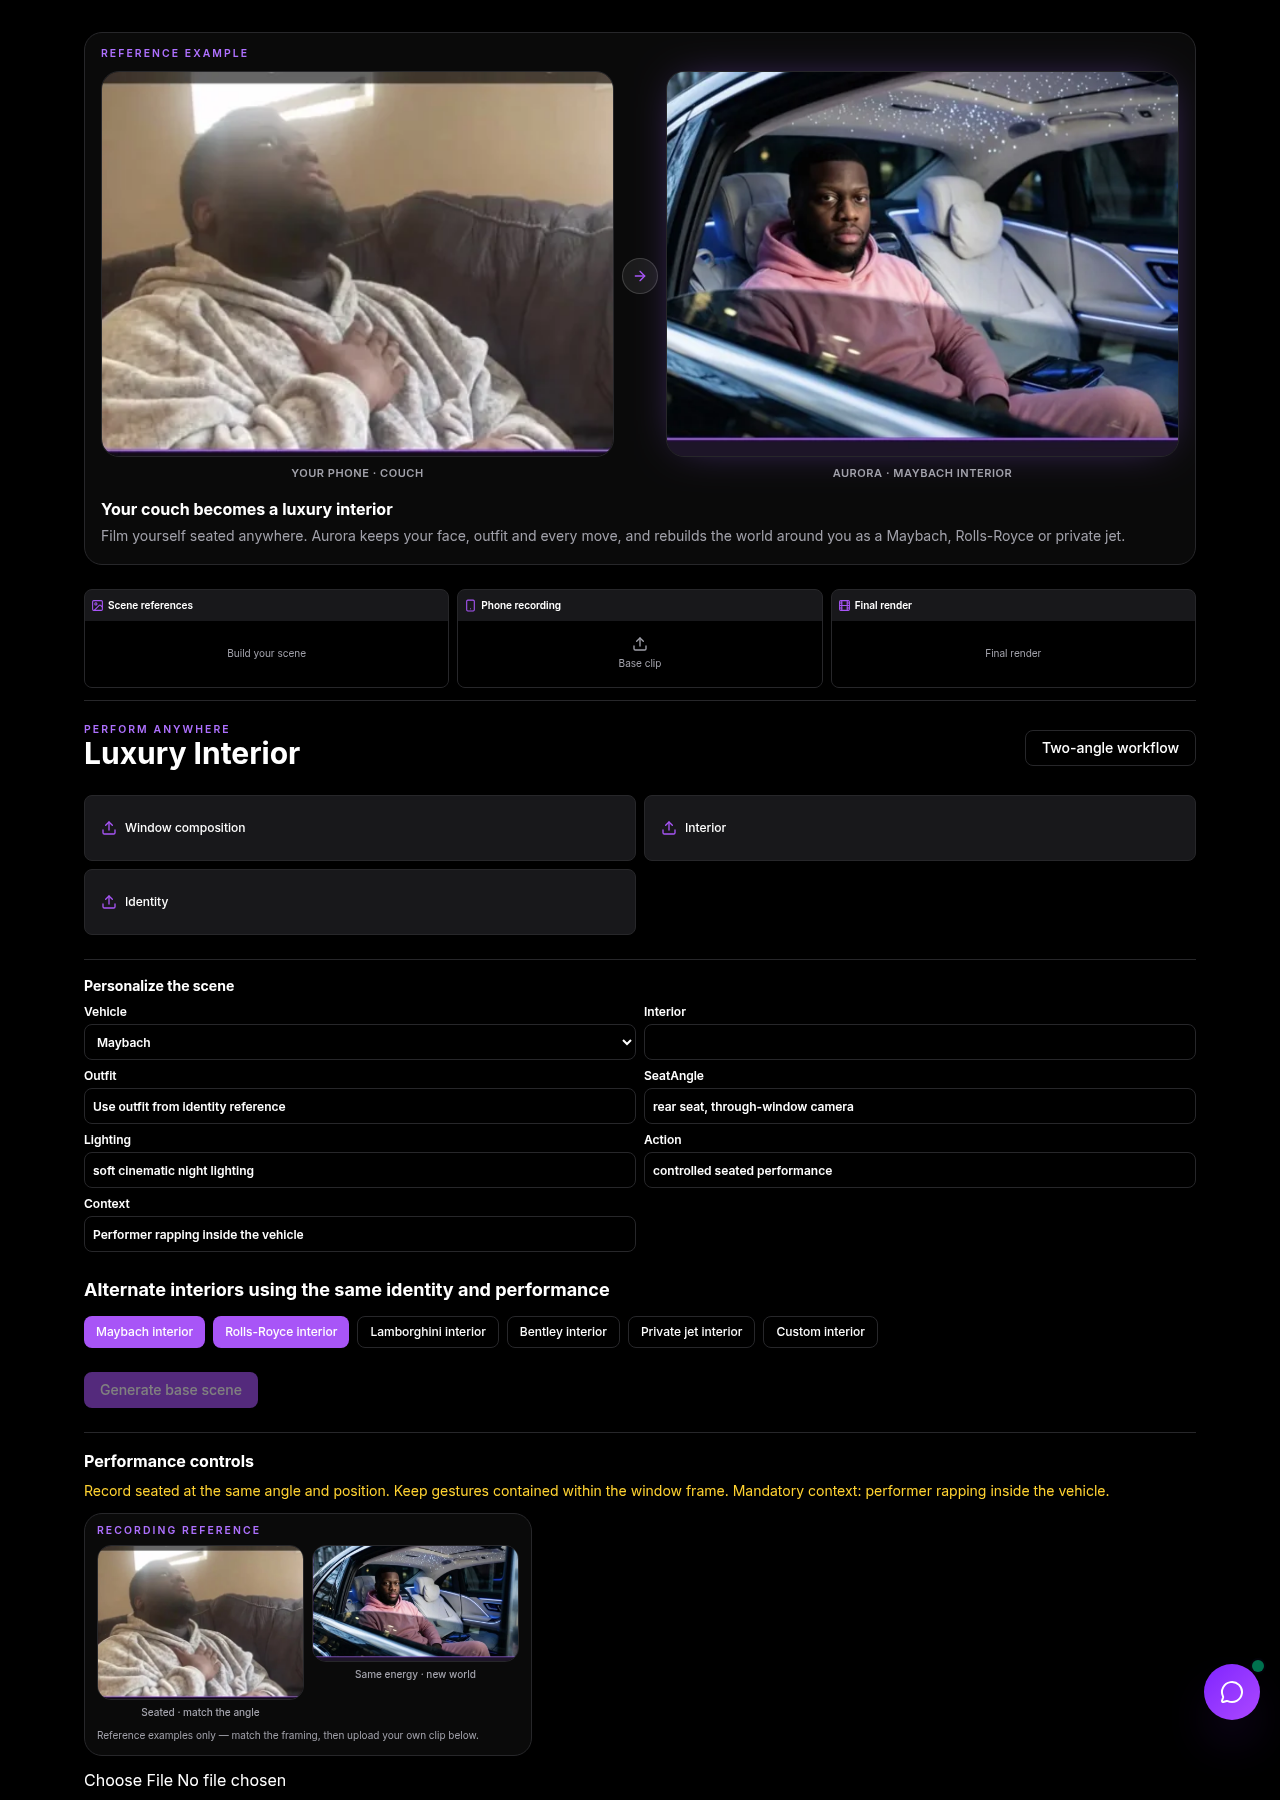 REFERENCE EXAMPLE
YOUR PHONE · COUCH
AURORA · MAYBACH INTERIOR
Your couch becomes a luxury interior
Film yourself seated anywhere. Aurora keeps your face, outfit and every move, and rebuilds the world around you as a Maybach, Rolls-Royce or private jet.
Scene references
Build your scene
Phone recording
Base clip
Final render
Final render
PERFORM ANYWHERE
Luxury Interior
Two-angle workflow
Window composition
Interior
Identity
Personalize the scene
Vehicle
Maybach
Interior
Outfit
Use outfit from identity reference
SeatAngle
rear seat, through-window camera
Lighting
soft cinematic night lighting
Action
controlled seated performance
Context
Performer rapping inside the vehicle
Alternate interiors using the same identity and performance
Maybach interior
Rolls-Royce interior
Lamborghini interior
Bentley interior
Private jet interior
Custom interior
Generate base scene
Performance controls
Record seated at the same angle and position. Keep gestures contained within the window frame. Mandatory context: performer rapping inside the vehicle.
RECORDING REFERENCE
Seated · match the angle
Same energy · new world
Reference examples only — match the framing, then upload your own clip below.
Choose File No file chosen